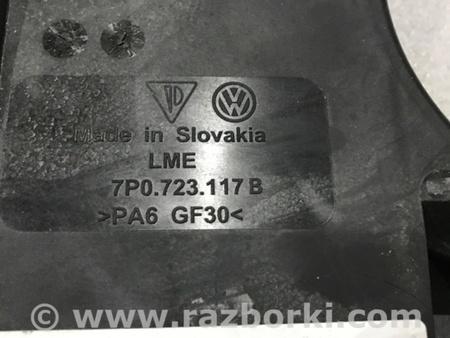 Made in Slovakia
LME
7P0.723.117 B
>PA6 GF30<
© www.razborki.com